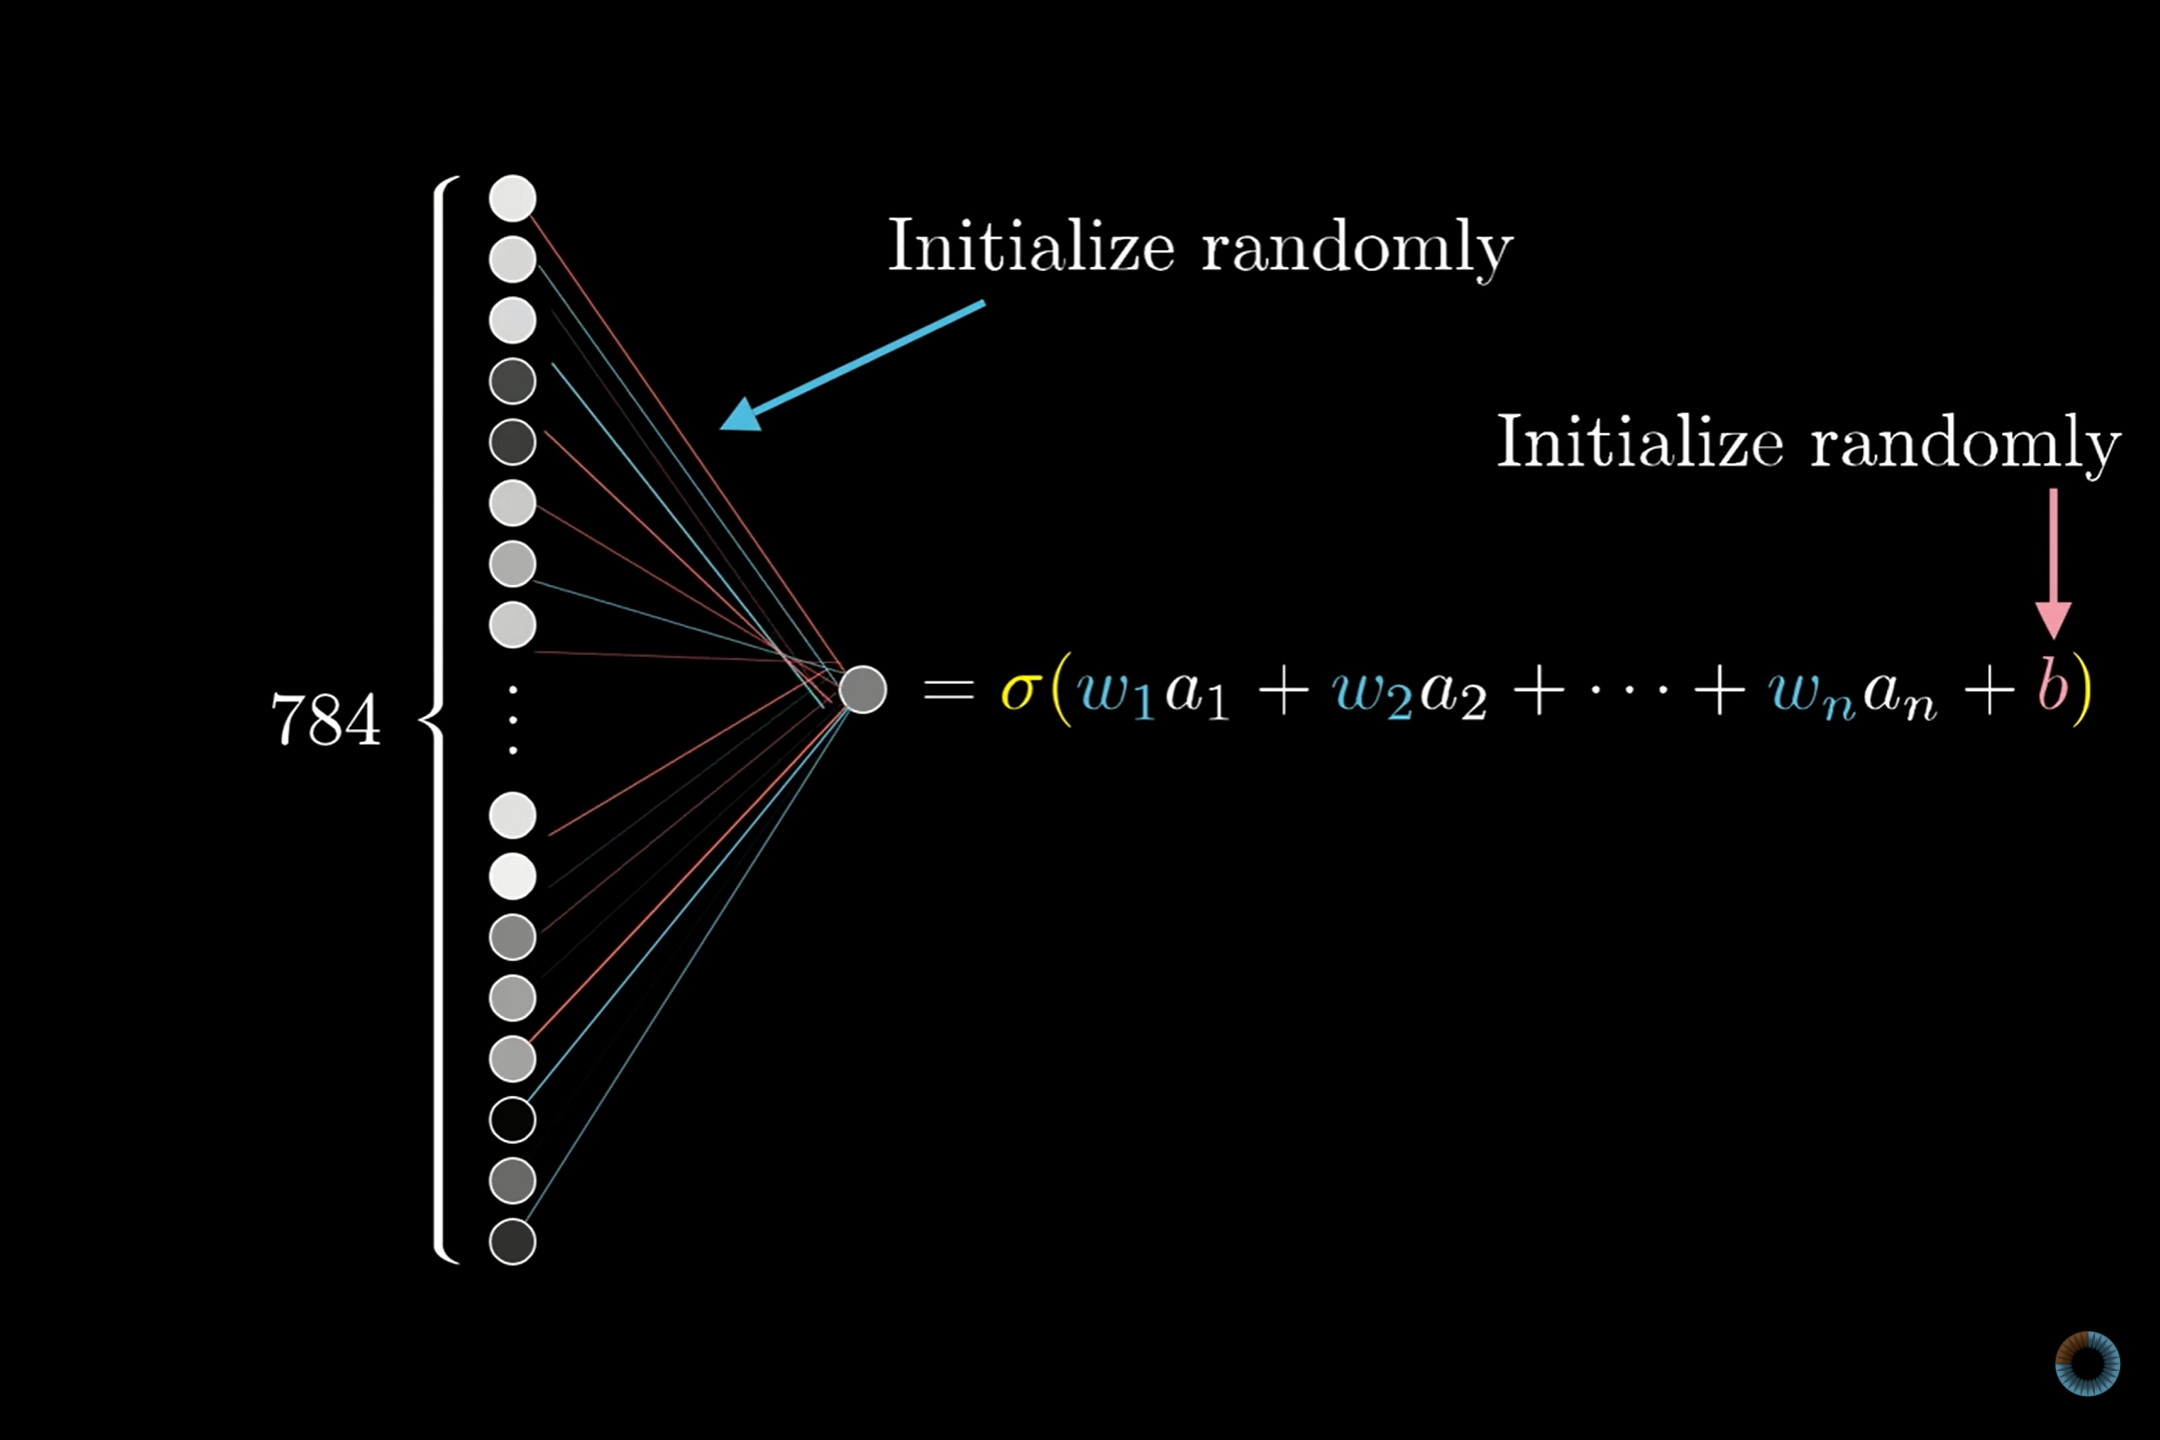 Initialize randomly
Initialize randomly
784
= σ(w₁a₁ + w₂a₂ + ⋯ + wₙaₙ + b)